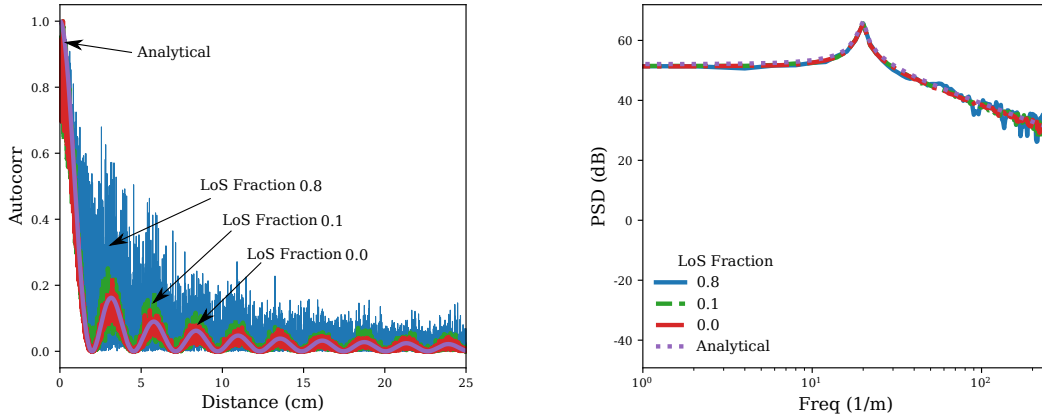 1.0
0.8
0.6
0.4
0.2
0.0
Autocorr
Analytical
LoS Fraction 0.8
LoS Fraction 0.1
LoS Fraction 0.0
0 5 10 15 20 25
Distance (cm)
60
40
20
0
-20
-40
PSD (dB)
LoS Fraction
0.8
0.1
0.0
Analytical
10⁰ 10¹ 10²
Freq (1/m)